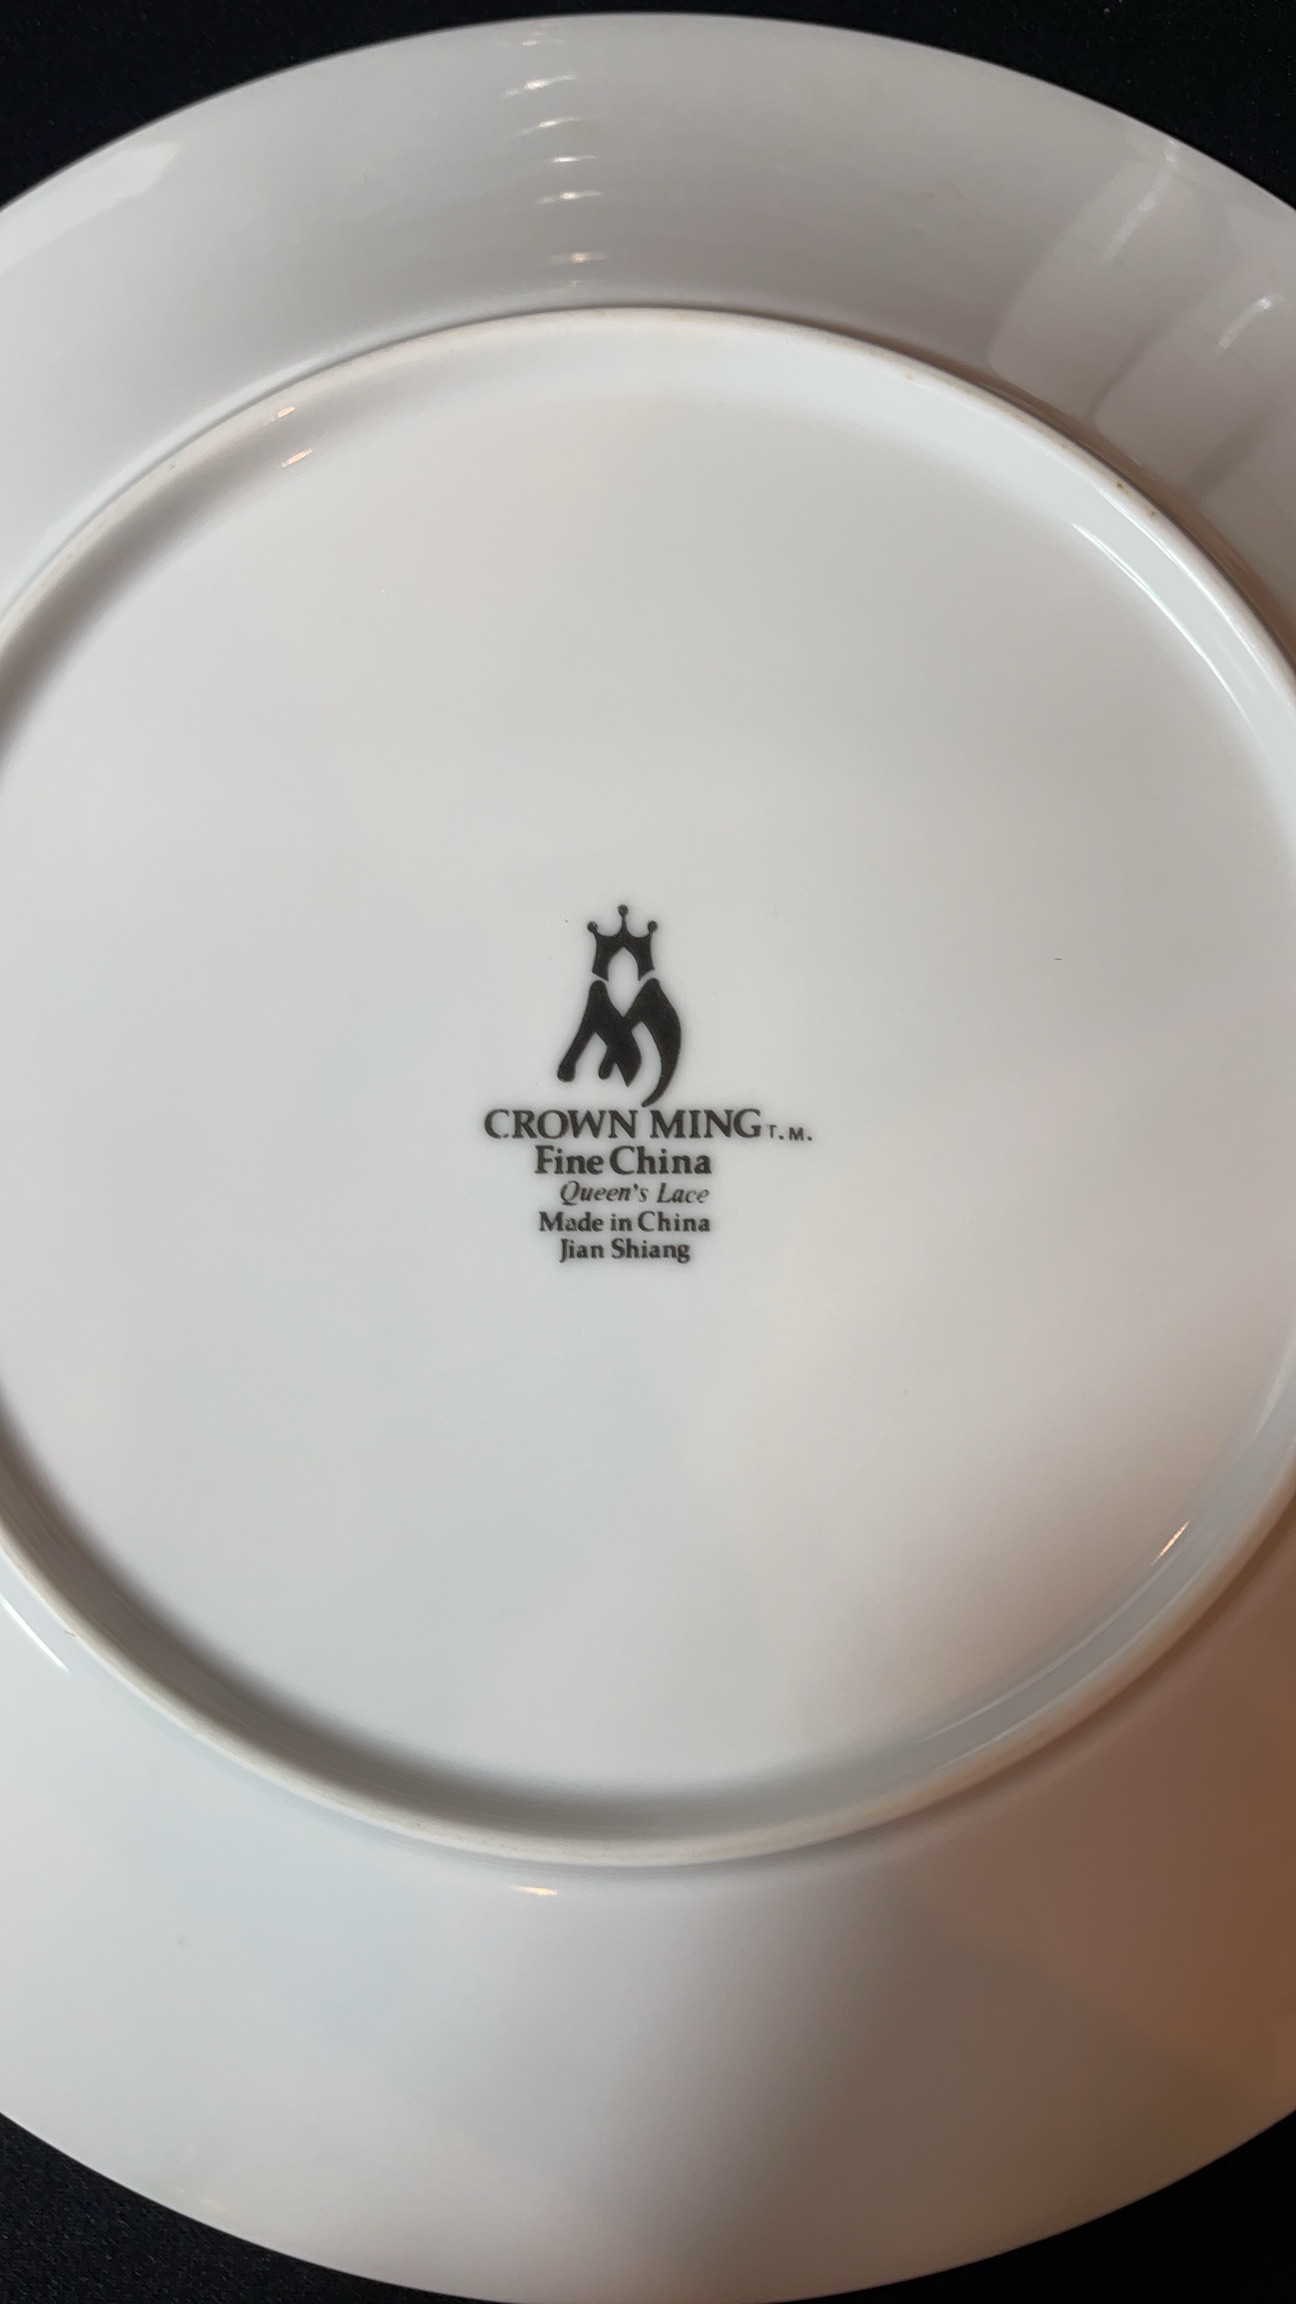 CROWN MING T.M.
Fine China
Queen's Lace
Made in China
Jian Shiang